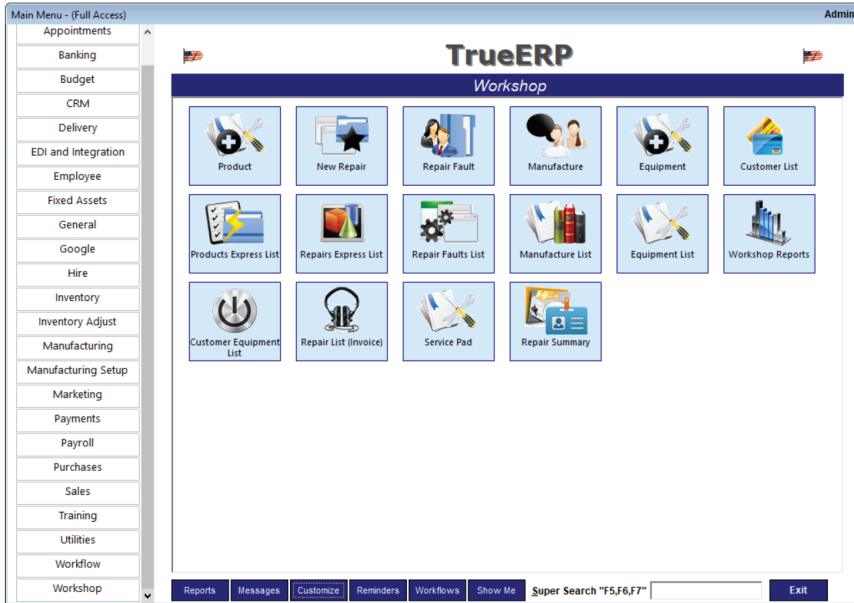 Main Menu - (Full Access)
Admin
Appointments
Banking
Budget
CRM
Delivery
EDI and Integration
Employee
Fixed Assets
General
Google
Hire
Inventory
Inventory Adjust
Manufacturing
Manufacturing Setup
Marketing
Payments
Payroll
Purchases
Sales
Training
Utilities
Workflow
Workshop
TrueERP
Workshop
Product
New Repair
Repair Fault
Manufacture
Equipment
Customer List
Products Express List
Repairs Express List
Repair Faults List
Manufacture List
Equipment List
Workshop Reports
Customer Equipment
List
Repair List (Invoice)
Service Pad
Repair Summary
Reports
Messages
Customize
Reminders
Workflows
Show Me
Super Search "F5,F6,F7"
Exit